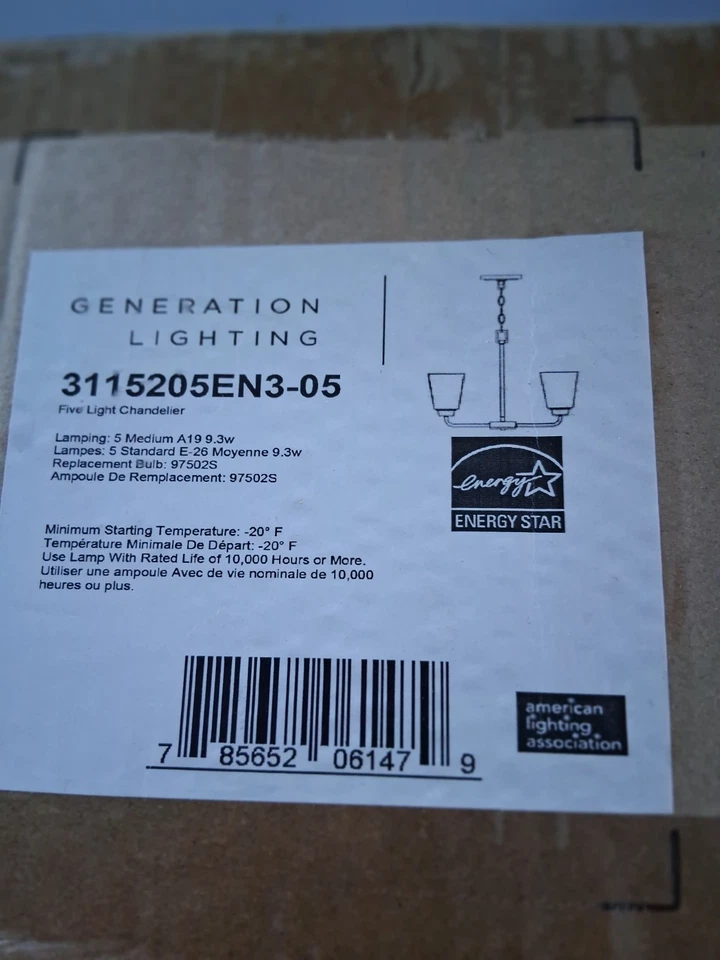 GENERATION
LIGHTING
3115205EN3-05
Five Light Chandelier
Lamping: 5 Medium A19 9.3w
Lampes: 5 Standard E-26 Moyenne 9.3w
Replacement Bulb: 97502S
Ampoule De Remplacement: 97502S
energy
ENERGY STAR
Minimum Starting Temperature: -20° F
Température Minimale De Départ: -20° F
Use Lamp With Rated Life of 10,000 Hours or More.
Utiliser une ampoule Avec de vie nominale de 10,000
heures ou plus.
american
lighting
association
7 85652 06147 9